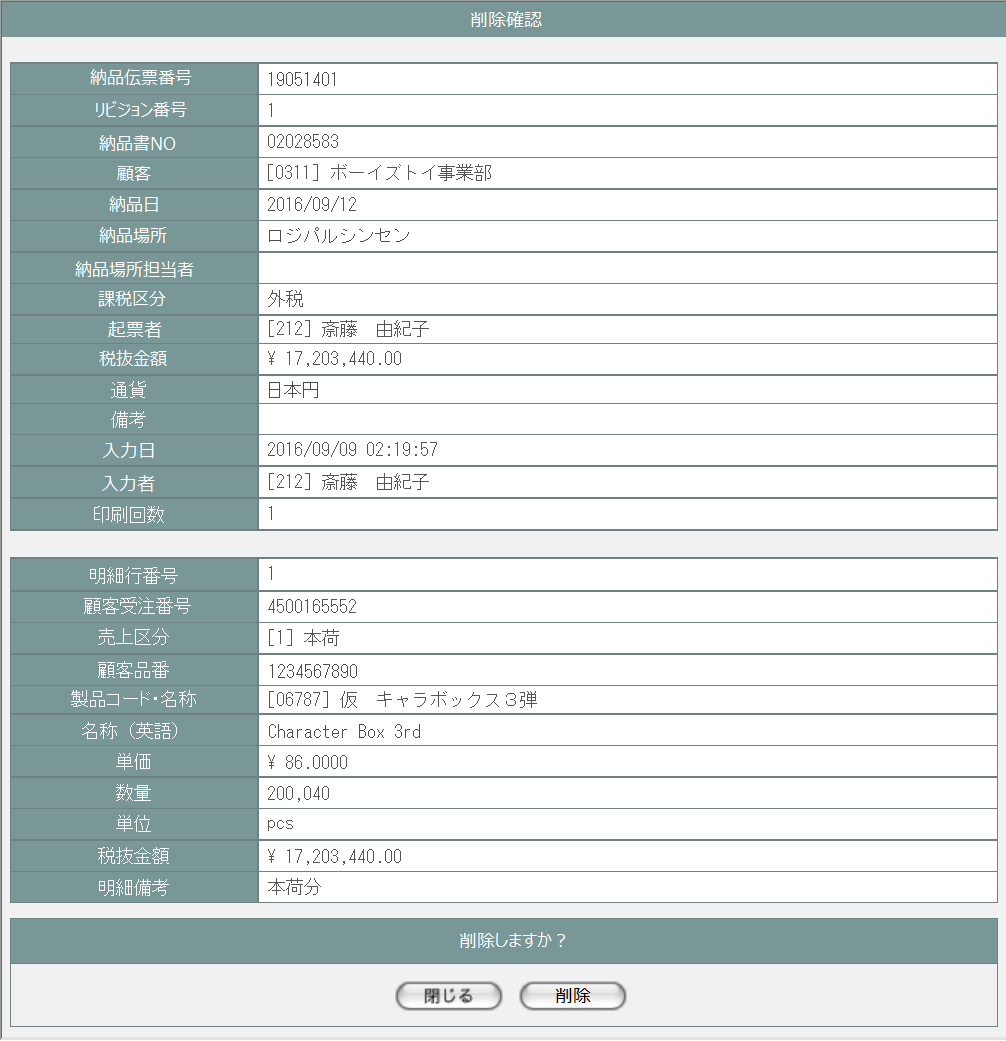 削除確認
納品伝票番号 19051401
リビジョン番号 1
納品書NO 02028583
顧客 [0311] ボーイズトイ事業部
納品日 2016/09/12
納品場所 ロジパルシンセン
納品場所担当者
課税区分 外税
起票者 [212] 斎藤　由紀子
税抜金額 ¥ 17,203,440.00
通貨 日本円
備考
入力日 2016/09/09 02:19:57
入力者 [212] 斎藤　由紀子
印刷回数 1
明細行番号 1
顧客受注番号 4500165552
売上区分 [1] 本荷
顧客品番 1234567890
製品コード・名称 [06787] 仮　キャラボックス３弾
名称（英語） Character Box 3rd
単価 ¥ 86.0000
数量 200,040
単位 pcs
税抜金額 ¥ 17,203,440.00
明細備考 本荷分
削除しますか？
閉じる 削除